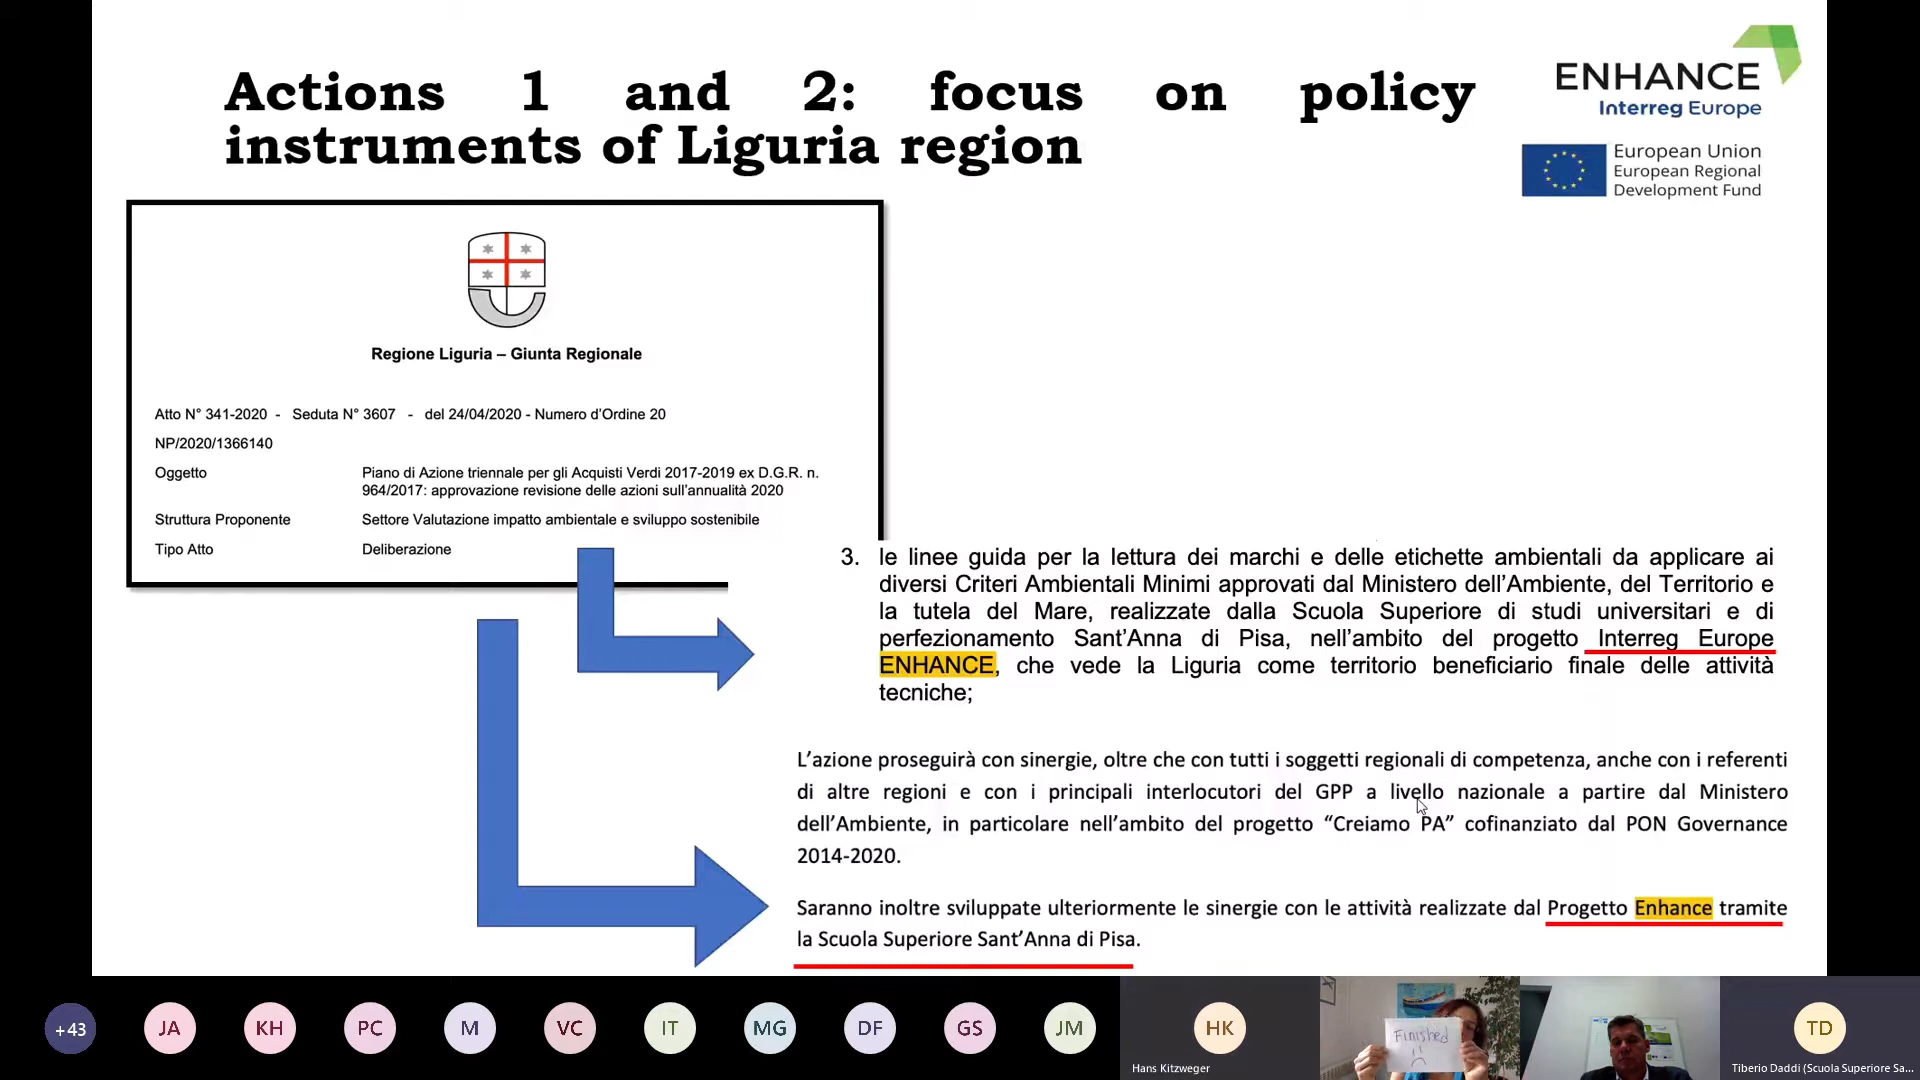 Actions 1 and 2: focus on policy
instruments of Liguria region
ENHANCE
Interreg Europe
European Union
European Regional
Development Fund
Regione Liguria – Giunta Regionale
Atto N° 341-2020 - Seduta N° 3607 - del 24/04/2020 - Numero d’Ordine 20
NP/2020/1366140
Oggetto Piano di Azione triennale per gli Acquisti Verdi 2017-2019 ex D.G.R. n.
964/2017: approvazione revisione delle azioni sull’annualità 2020
Struttura Proponente Settore Valutazione impatto ambientale e sviluppo sostenibile
Tipo Atto Deliberazione
3. le linee guida per la lettura dei marchi e delle etichette ambientali da applicare ai
diversi Criteri Ambientali Minimi approvati dal Ministero dell’Ambiente, del Territorio e
la tutela del Mare, realizzate dalla Scuola Superiore di studi universitari e di
perfezionamento Sant’Anna di Pisa, nell’ambito del progetto Interreg Europe
ENHANCE, che vede la Liguria come territorio beneficiario finale delle attività
tecniche;
L’azione proseguirà con sinergie, oltre che con tutti i soggetti regionali di competenza, anche con i referenti
di altre regioni e con i principali interlocutori del GPP a livello nazionale a partire dal Ministero
dell’Ambiente, in particolare nell’ambito del progetto “Creiamo PA” cofinanziato dal PON Governance
2014-2020.
Saranno inoltre sviluppate ulteriormente le sinergie con le attività realizzate dal Progetto Enhance tramite
la Scuola Superiore Sant’Anna di Pisa.
+43 JA KH PC M VC IT MG DF GS JM HK TD
Finished
Hans Kitzweger
Tiberio Daddi (Scuola Superiore Sa...